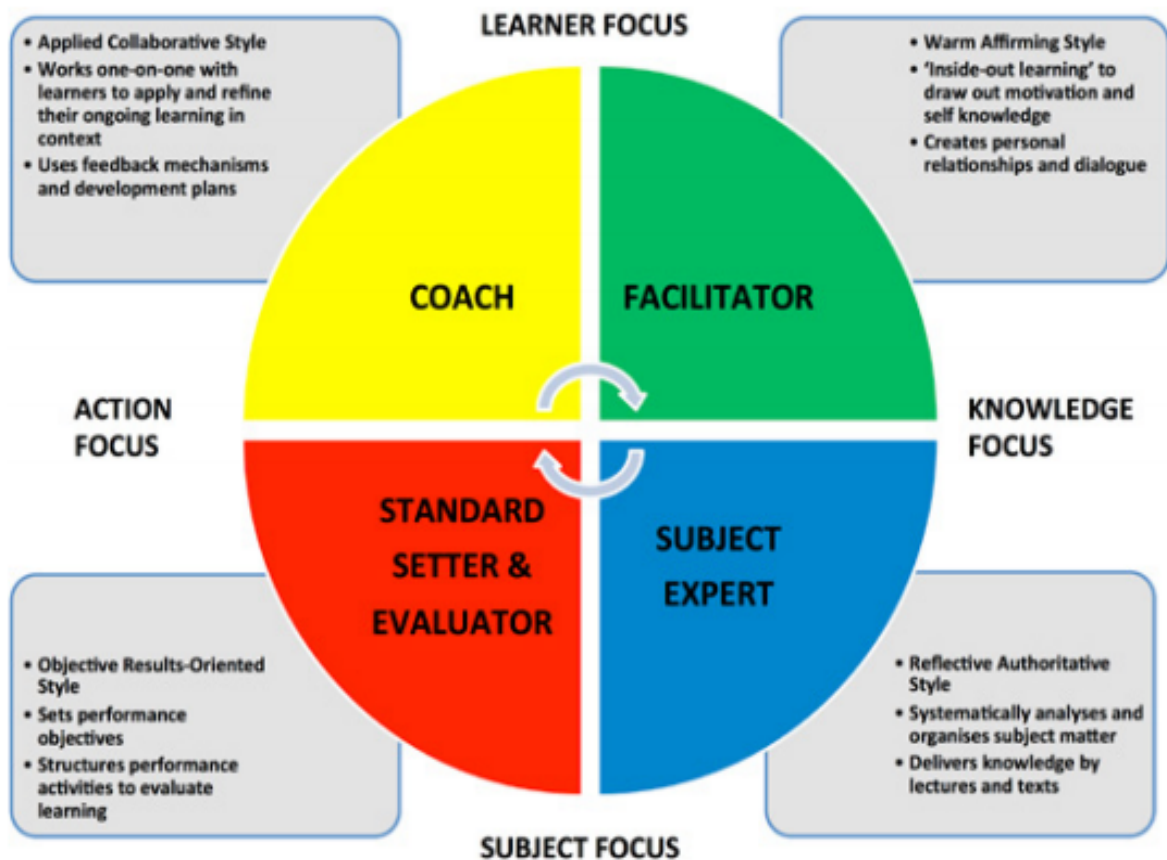 LEARNER FOCUS
• Applied Collaborative Style
• Works one-on-one with
learners to apply and refine
their ongoing learning in
context
• Uses feedback mechanisms
and development plans
• Warm Affirming Style
• ‘Inside-out learning’ to
draw out motivation and
self knowledge
• Creates personal
relationships and dialogue
COACH
FACILITATOR
ACTION
FOCUS
KNOWLEDGE
FOCUS
STANDARD
SETTER &
EVALUATOR
SUBJECT
EXPERT
• Objective Results-Oriented
Style
• Sets performance
objectives
• Structures performance
activities to evaluate
learning
• Reflective Authoritative
Style
• Systematically analyses and
organises subject matter
• Delivers knowledge by
lectures and texts
SUBJECT FOCUS